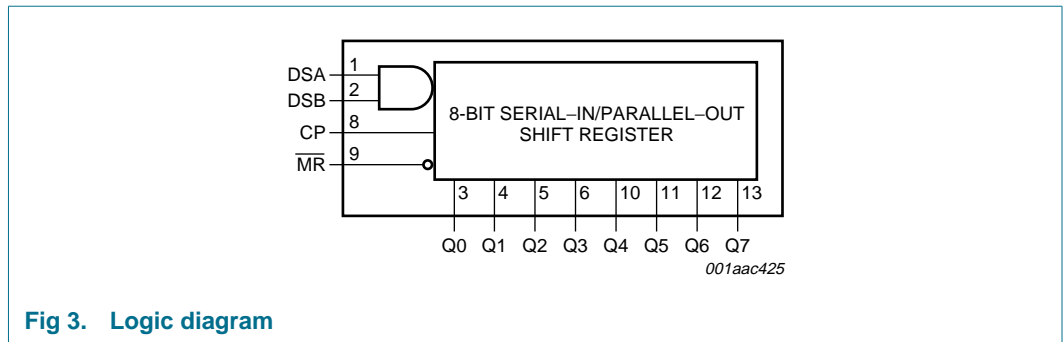 DSA 1
DSB 2
CP 8
MR 9
8-BIT SERIAL–IN/PARALLEL–OUT
SHIFT REGISTER
3 4 5 6 10 11 12 13
Q0 Q1 Q2 Q3 Q4 Q5 Q6 Q7
001aac425
Fig 3. Logic diagram